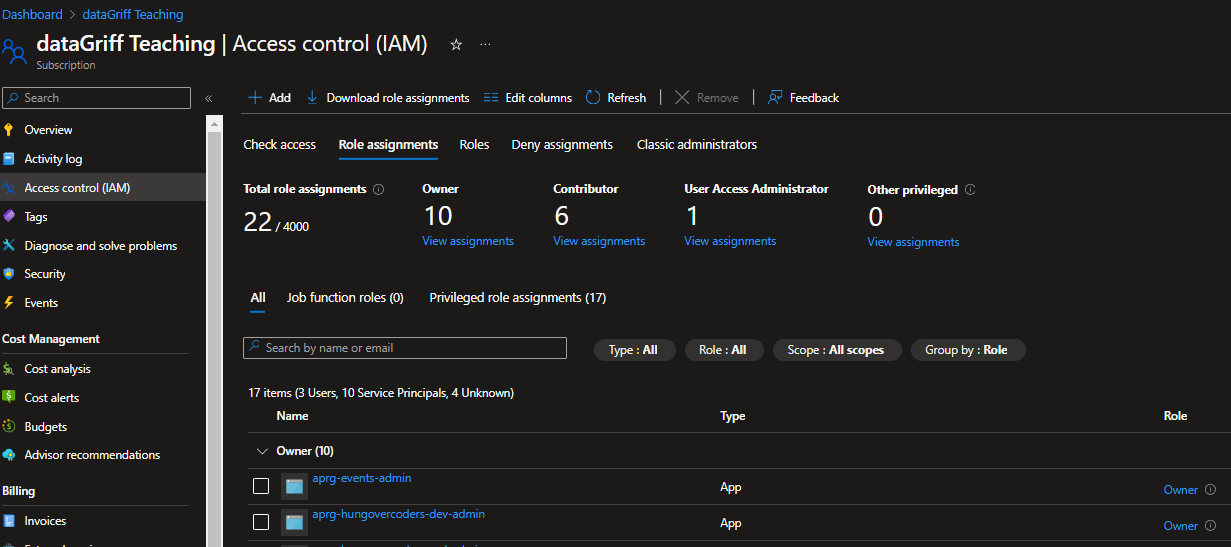 Dashboard > dataGriff Teaching
dataGriff Teaching | Access control (IAM) ☆ ...
Subscription
Search «
Overview
Activity log
Access control (IAM)
Tags
Diagnose and solve problems
Security
Events
Cost Management
Cost analysis
Cost alerts
Budgets
Advisor recommendations
Billing
Invoices
Add Download role assignments Edit columns Refresh Remove Feedback
Check access Role assignments Roles Deny assignments Classic administrators
Total role assignments Owner Contributor User Access Administrator Other privileged
22 / 4000 10 6 1 0
View assignments View assignments View assignments View assignments
All Job function roles (0) Privileged role assignments (17)
Search by name or email Type : All Role : All Scope : All scopes Group by : Role
17 items (3 Users, 10 Service Principals, 4 Unknown)
Name Type Role
Owner (10)
aprg-events-admin App Owner
aprg-hungovercoders-dev-admin App Owner